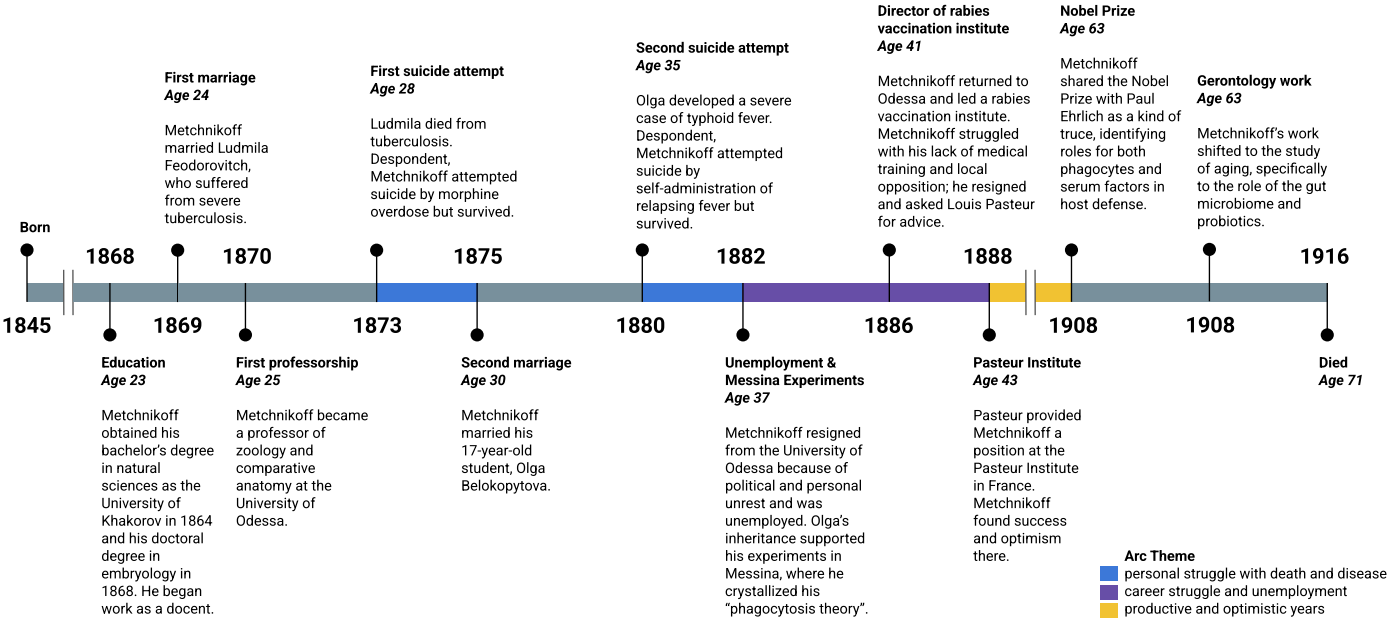 Born
1845
1868
Education
Age 23
Metchnikoff
obtained his
bachelor's degree
in natural
sciences as the
University of
Khakorov in 1864
and his doctoral
degree in
embryology in
1868. He began
work as a docent.
First marriage
Age 24
Metchnikoff
married Ludmila
Feodorovitch,
who suffered
from severe
tuberculosis.
1869
1870
First professorship
Age 25
Metchnikoff became
a professor of
zoology and
comparative
anatomy at the
University of
Odessa.
First suicide attempt
Age 28
Ludmila died from
tuberculosis.
Despondent,
Metchnikoff attempted
suicide by morphine
overdose but survived.
1873
1875
Second marriage
Age 30
Metchnikoff
married his
17-year-old
student, Olga
Belokopytova.
Second suicide attempt
Age 35
Olga developed a severe
case of typhoid fever.
Despondent,
Metchnikoff attempted
suicide by
self-administration of
relapsing fever but
survived.
1880
1882
Unemployment &
Messina Experiments
Age 37
Metchnikoff resigned
from the University of
Odessa because of
political and personal
unrest and was
unemployed. Olga's
inheritance supported
his experiments in
Messina, where he
crystallized his
“phagocytosis theory”.
Director of rabies
vaccination institute
Age 41
Metchnikoff returned to
Odessa and led a rabies
vaccination institute.
Metchnikoff struggled
with his lack of medical
training and local
opposition; he resigned
and asked Louis Pasteur
for advice.
1886
1888
Pasteur Institute
Age 43
Pasteur provided
Metchnikoff a
position at the
Pasteur Institute
in France.
Metchnikoff
found success
and optimism
there.
Nobel Prize
Age 63
Metchnikoff
shared the Nobel
Prize with Paul
Ehrlich as a kind of
truce, identifying
roles for both
phagocytes and
serum factors in
host defense.
1908
Gerontology work
Age 63
Metchnikoff's work
shifted to the study
of aging, specifically
to the role of the gut
microbiome and
probiotics.
1908
1916
Died
Age 71
Arc Theme
personal struggle with death and disease
career struggle and unemployment
productive and optimistic years